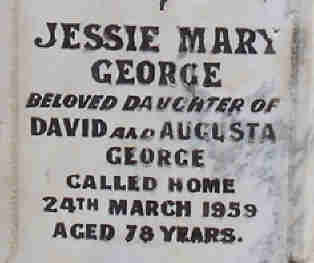 JESSIE MARY
GEORGE
BELOVED DAUGHTER OF
DAVID AND AUGUSTA
GEORGE
CALLED HOME
24TH MARCH 1959
AGED 78 YEARS.